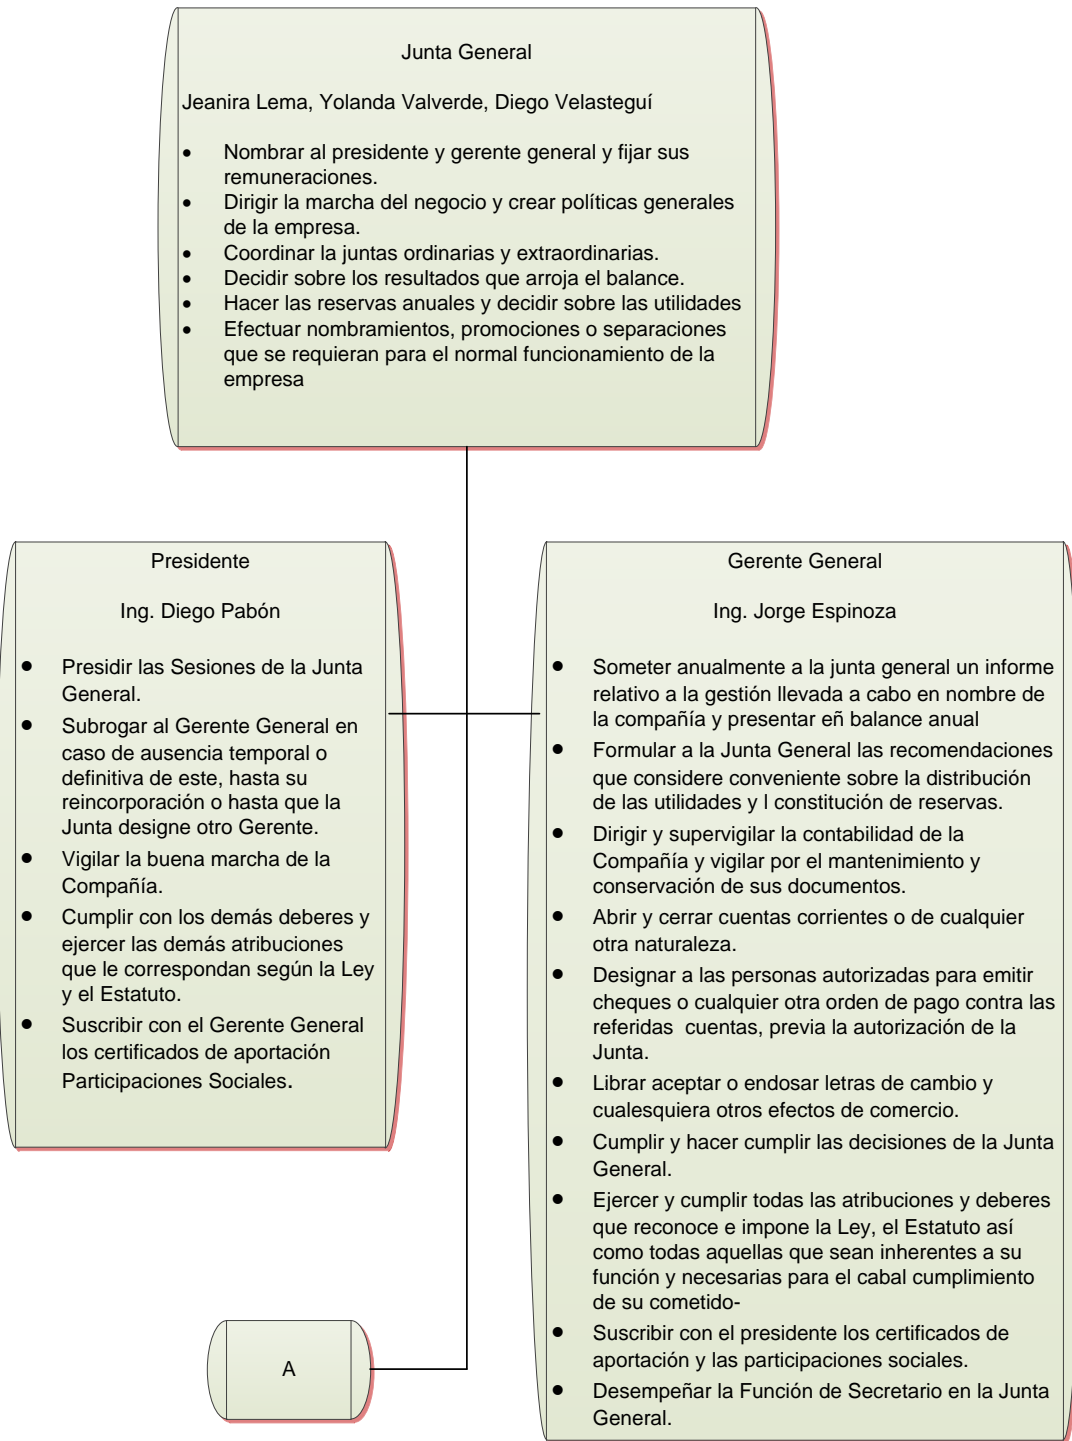 Junta General
Jeanira Lema, Yolanda Valverde, Diego Velasteguí
• Nombrar al presidente y gerente general y fijar sus
remuneraciones.
• Dirigir la marcha del negocio y crear políticas generales
de la empresa.
• Coordinar la juntas ordinarias y extraordinarias.
• Decidir sobre los resultados que arroja el balance.
• Hacer las reservas anuales y decidir sobre las utilidades
• Efectuar nombramientos, promociones o separaciones
que se requieran para el normal funcionamiento de la
empresa
Presidente
Ing. Diego Pabón
• Presidir las Sesiones de la Junta
General.
• Subrogar al Gerente General en
caso de ausencia temporal o
definitiva de este, hasta su
reincorporación o hasta que la
Junta designe otro Gerente.
• Vigilar la buena marcha de la
Compañía.
• Cumplir con los demás deberes y
ejercer las demás atribuciones
que le correspondan según la Ley
y el Estatuto.
• Suscribir con el Gerente General
los certificados de aportación
Participaciones Sociales.
Gerente General
Ing. Jorge Espinoza
• Someter anualmente a la junta general un informe
relativo a la gestión llevada a cabo en nombre de
la compañía y presentar eñ balance anual
• Formular a la Junta General las recomendaciones
que considere conveniente sobre la distribución
de las utilidades y l constitución de reservas.
• Dirigir y supervigilar la contabilidad de la
Compañía y vigilar por el mantenimiento y
conservación de sus documentos.
• Abrir y cerrar cuentas corrientes o de cualquier
otra naturaleza.
• Designar a las personas autorizadas para emitir
cheques o cualquier otra orden de pago contra las
referidas  cuentas, previa la autorización de la
Junta.
• Librar aceptar o endosar letras de cambio y
cualesquiera otros efectos de comercio.
• Cumplir y hacer cumplir las decisiones de la Junta
General.
• Ejercer y cumplir todas las atribuciones y deberes
que reconoce e impone la Ley, el Estatuto así
como todas aquellas que sean inherentes a su
función y necesarias para el cabal cumplimiento
de su cometido-
• Suscribir con el presidente los certificados de
aportación y las participaciones sociales.
• Desempeñar la Función de Secretario en la Junta
General.
A